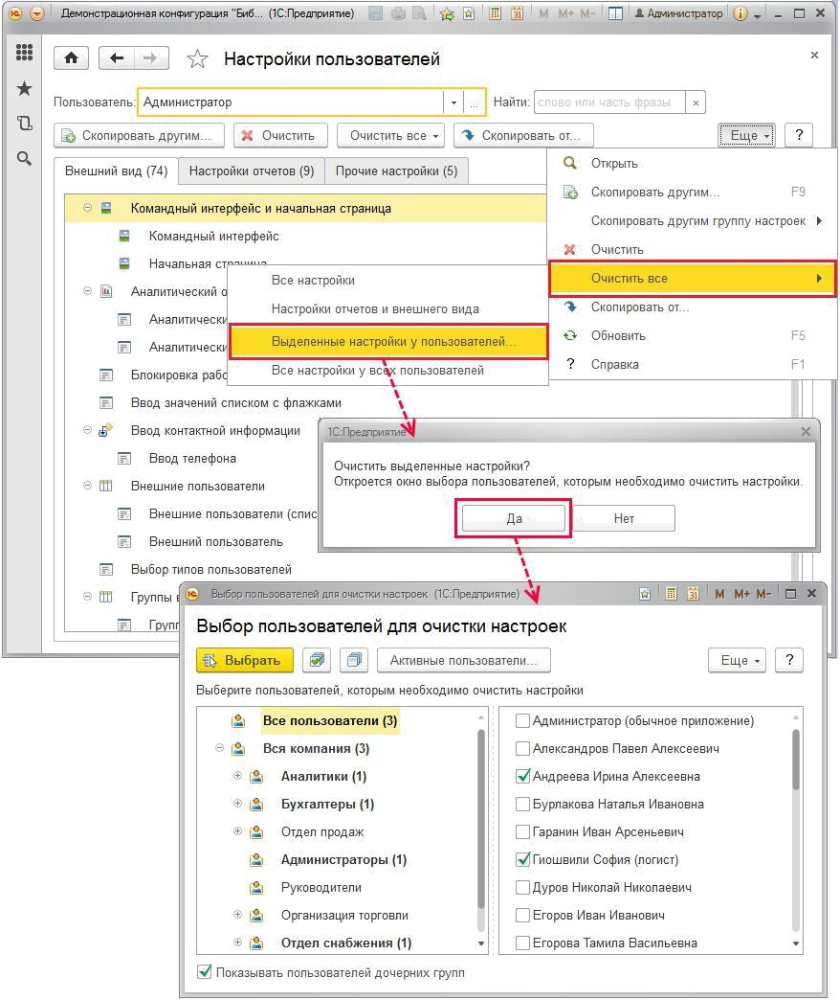 Демонстрационная конфигурация "Биб... (1С:Предприятие)
M M+ M- Администратор
Настройки пользователей
Пользователь: Администратор ... Найти: слово или часть фразы ×
Скопировать другим... Очистить Очистить все Скопировать от... Еще ?
Внешний вид (74) Настройки отчетов (9) Прочие настройки (5)
Открыть
Скопировать другим... F9
Скопировать другим группу настроек
Очистить
Очистить все
Скопировать от...
Обновить F5
? Справка F1
Командный интерфейс и начальная страница
Командный интерфейс
Начальная страница
Аналитический о
Аналитически
Аналитически
Все настройки
Настройки отчетов и внешнего вида
Выделенные настройки у пользователей...
Все настройки у всех пользователей
Блокировка рабо
Ввод значений списком с флажками
Ввод контактной информации
Ввод телефона
Внешние пользователи
Внешние пользователи (спис
Внешний пользователь
Выбор типов пользователя
Группы в
Групп
1С:Предприятие
Очистить выделенные настройки?
Откроется окно выбора пользователей, которым необходимо очистить настройки.
Да Нет
Выбор пользователей для очистки настроек (1С:Предприятие)
31 M M+ M-
Выбор пользователей для очистки настроек
Выбрать Активные пользователи... Еще ?
Выберите пользователей, которым необходимо очистить настройки
Все пользователи (3)
Вся компания (3)
Аналитики (1)
Бухгалтеры (1)
Отдел продаж
Администраторы (1)
Руководители
Организация торговли
Отдел снабжения (1)
Администратор (обычное приложение)
Александров Павел Алексеевич
Андреева Ирина Алексеевна
Бурлакова Наталья Ивановна
Гаранин Иван Арсеньевич
Гиошвили София (логист)
Дуров Николай Николаевич
Егоров Иван Иванович
Егорова Тамила Васильевна
Показывать пользователей дочерних групп